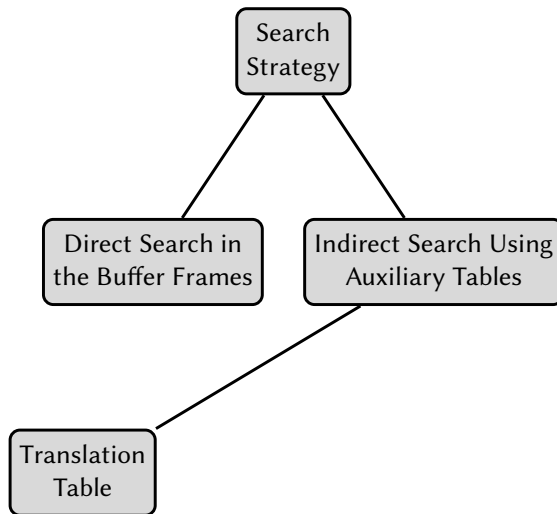 Search
Strategy
Direct Search in
the Buffer Frames
Indirect Search Using
Auxiliary Tables
Translation
Table